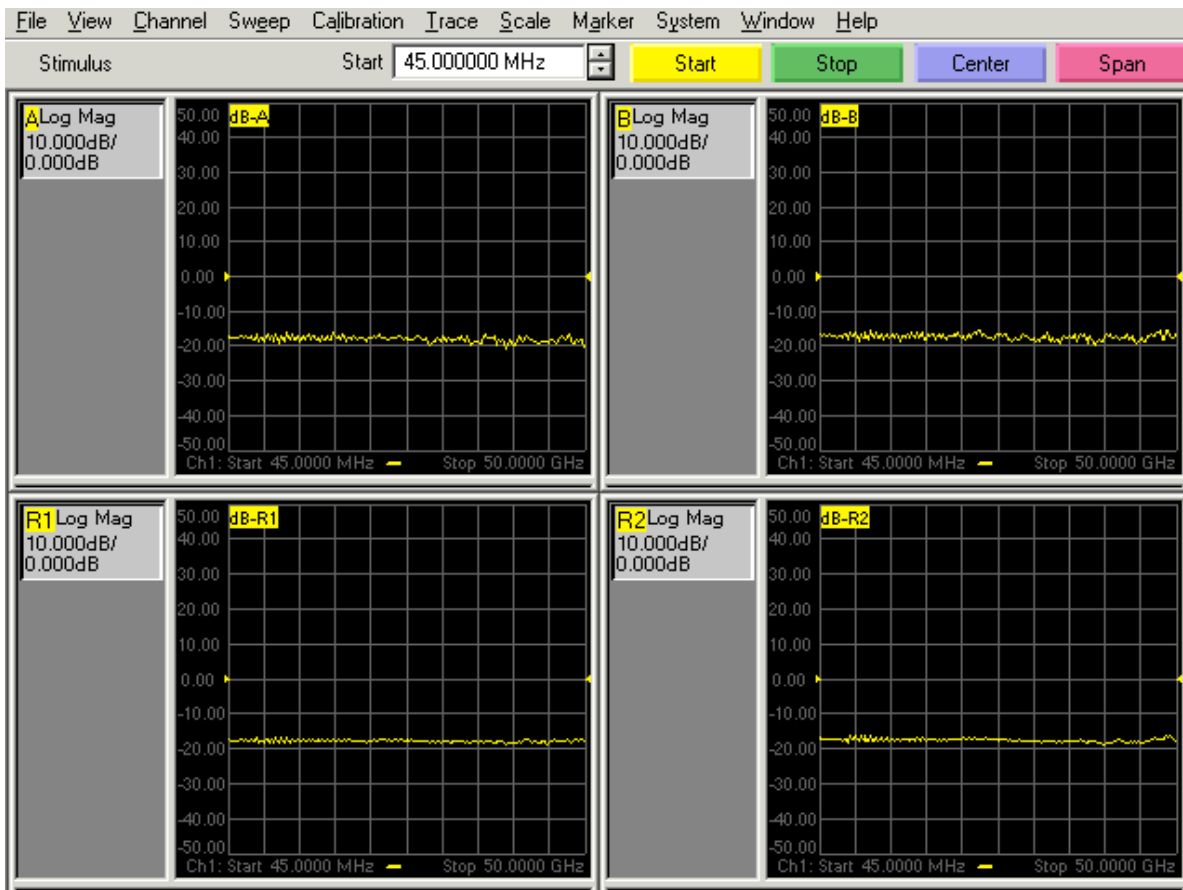 File View Channel Sweep Calibration Trace Scale Marker System Window Help
Stimulus Start 45.000000 MHz Start Stop Center Span
A Log Mag
10.000dB/
0.000dB
50.00 dB-A
40.00
30.00
20.00
10.00
0.00
-10.00
-20.00
-30.00
-40.00
-50.00
Ch1: Start 45.0000 MHz Stop 50.0000 GHz
B Log Mag
10.000dB/
0.000dB
50.00 dB-B
40.00
30.00
20.00
10.00
0.00
-10.00
-20.00
-30.00
-40.00
-50.00
Ch1: Start 45.0000 MHz Stop 50.0000 GHz
R1 Log Mag
10.000dB/
0.000dB
50.00 dB-R1
40.00
30.00
20.00
10.00
0.00
-10.00
-20.00
-30.00
-40.00
-50.00
Ch1: Start 45.0000 MHz Stop 50.0000 GHz
R2 Log Mag
10.000dB/
0.000dB
50.00 dB-R2
40.00
30.00
20.00
10.00
0.00
-10.00
-20.00
-30.00
-40.00
-50.00
Ch1: Start 45.0000 MHz Stop 50.0000 GHz